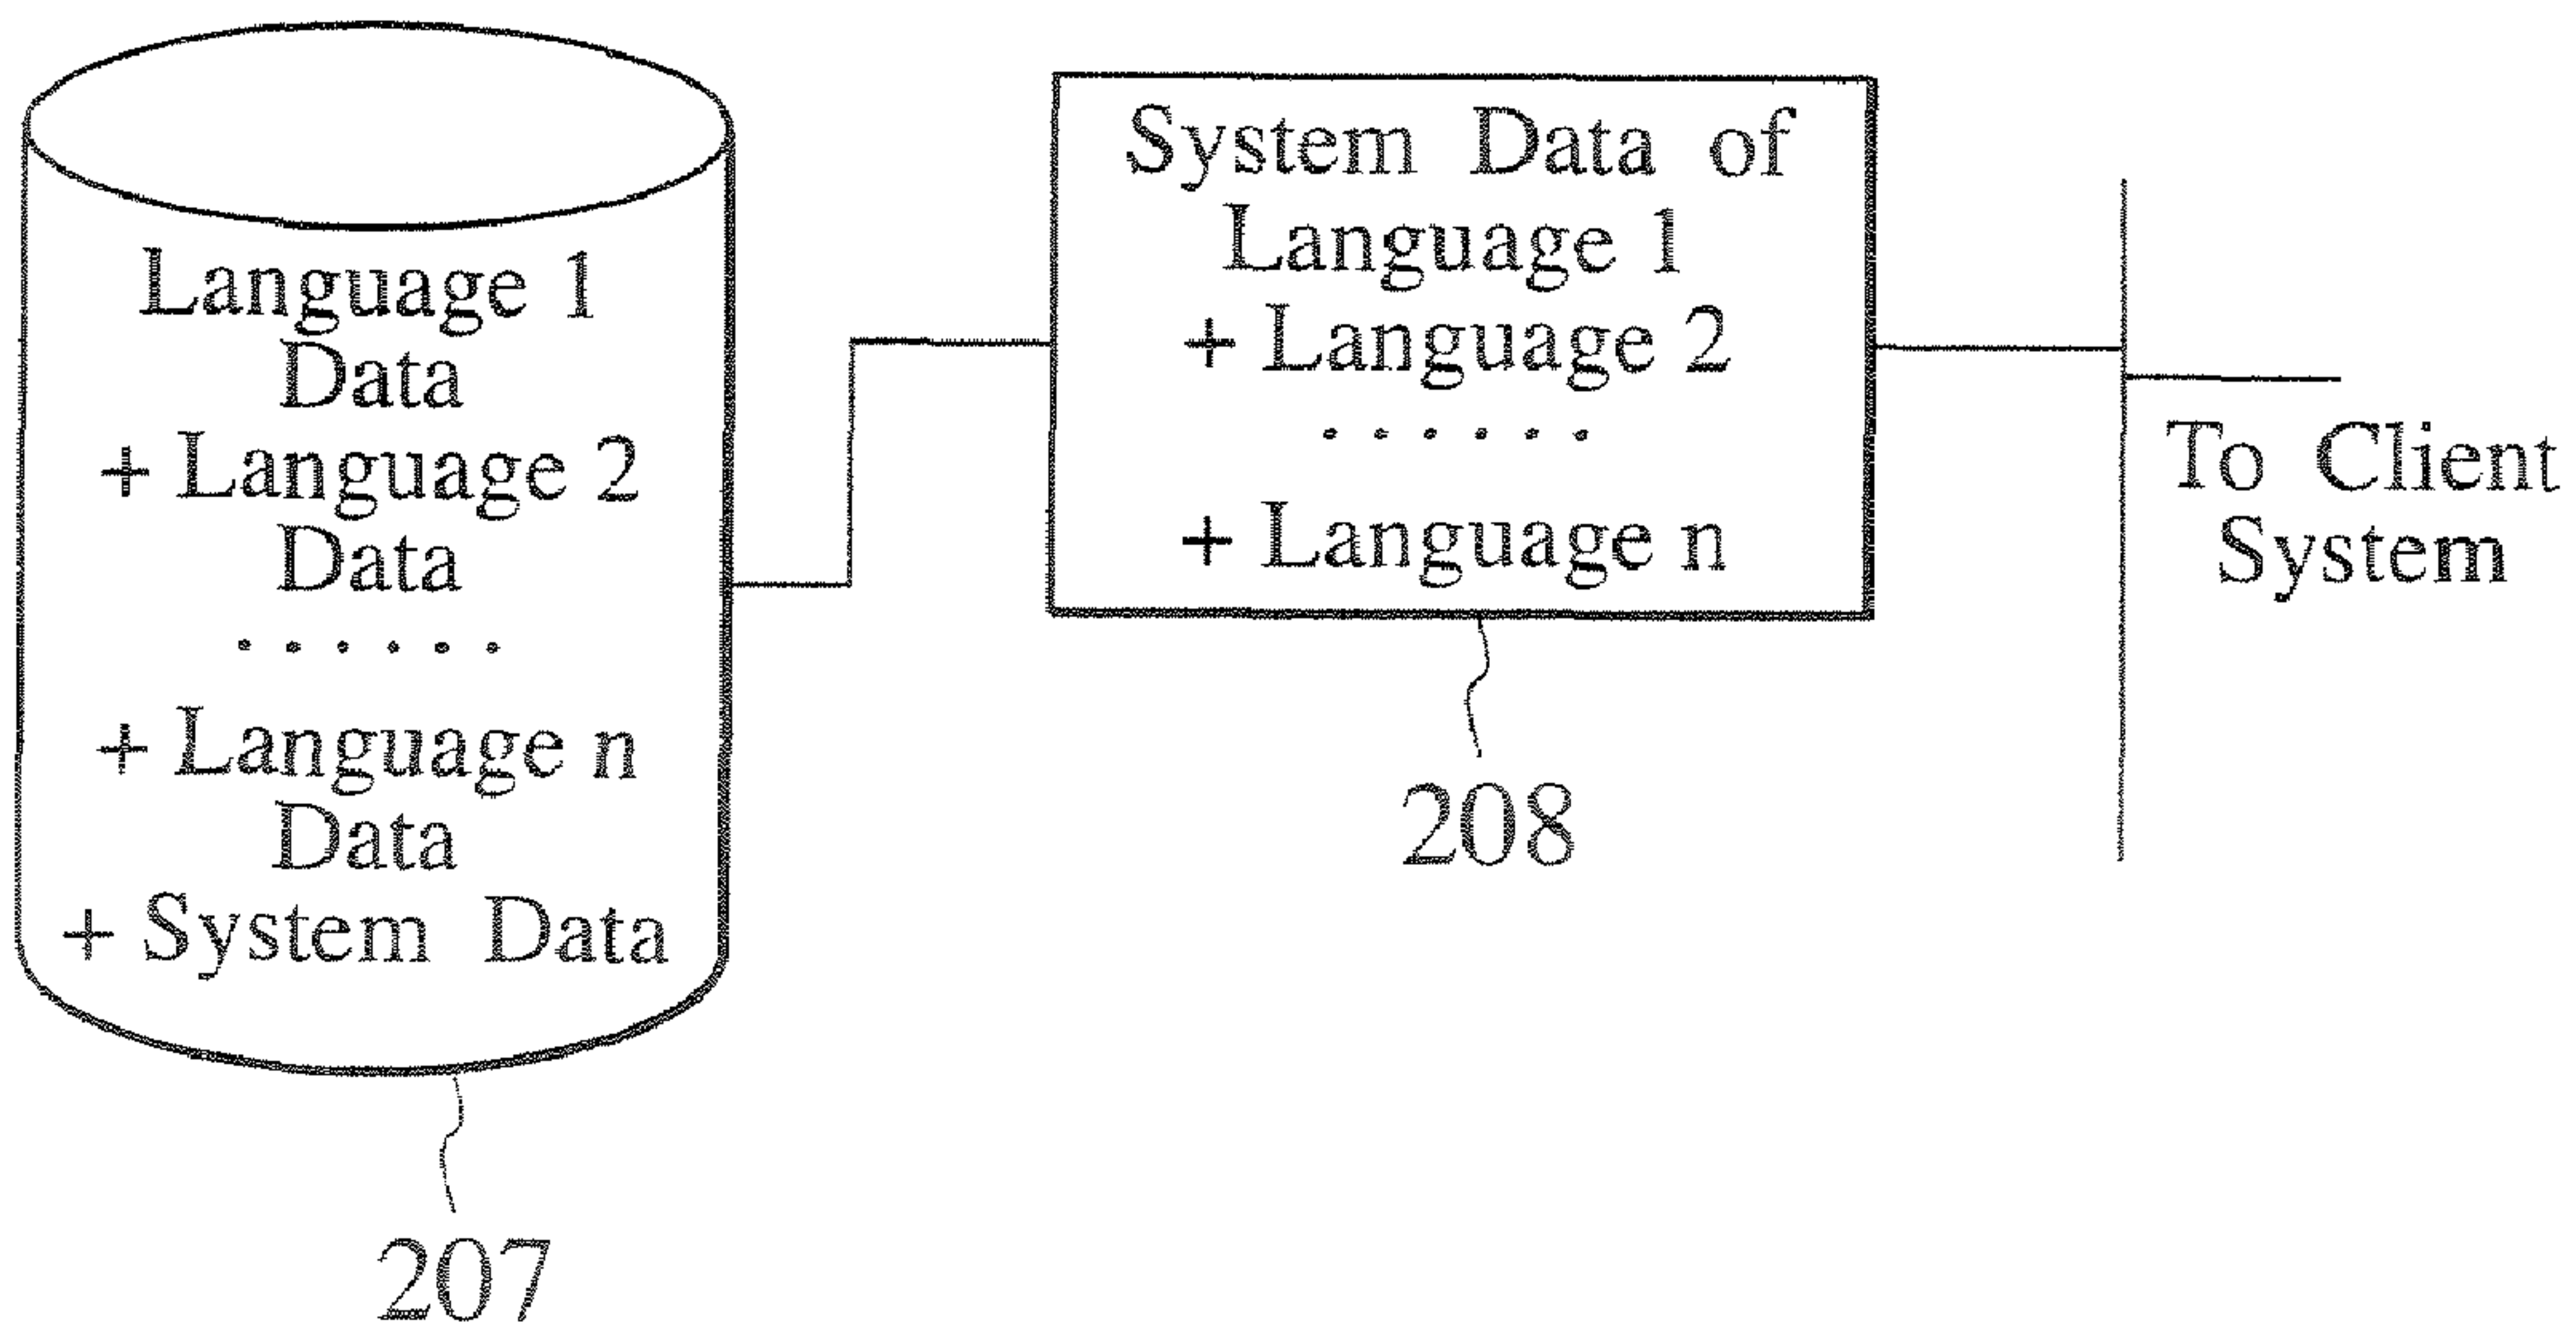 Language 1
Data
+ Language 2
Data
. . . . . .
+ Language n
Data
+ System Data
207
System Data of
Language 1
+ Language 2
. . . . . .
+ Language n
208
To Client
System